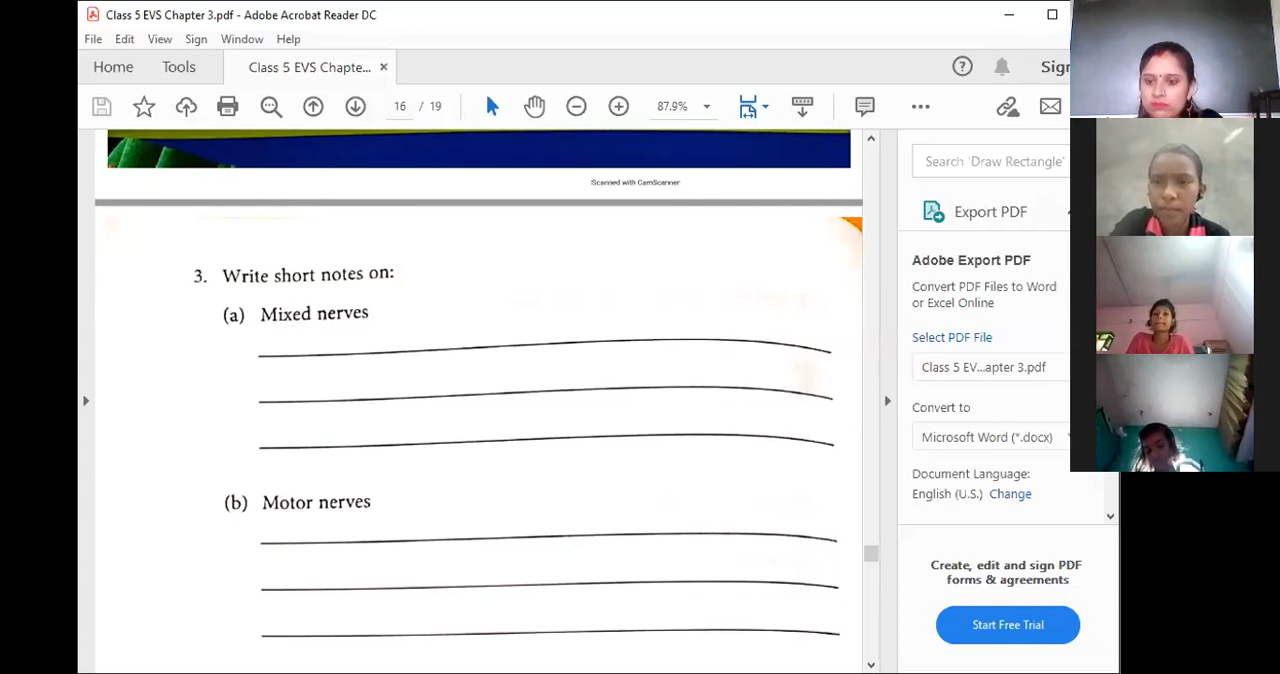 Class 5 EVS Chapter 3.pdf - Adobe Acrobat Reader DC
File Edit View Sign Window Help
Home Tools Class 5 EVS Chapte... × Sign
16 / 19 87.9%
Scanned with CamScanner
3. Write short notes on:
(a) Mixed nerves
(b) Motor nerves
Search 'Draw Rectangle'
Export PDF
Adobe Export PDF
Convert PDF Files to Word
or Excel Online
Select PDF File
Class 5 EV...apter 3.pdf
Convert to
Microsoft Word (*.docx)
Document Language:
English (U.S.) Change
Create, edit and sign PDF
forms & agreements
Start Free Trial